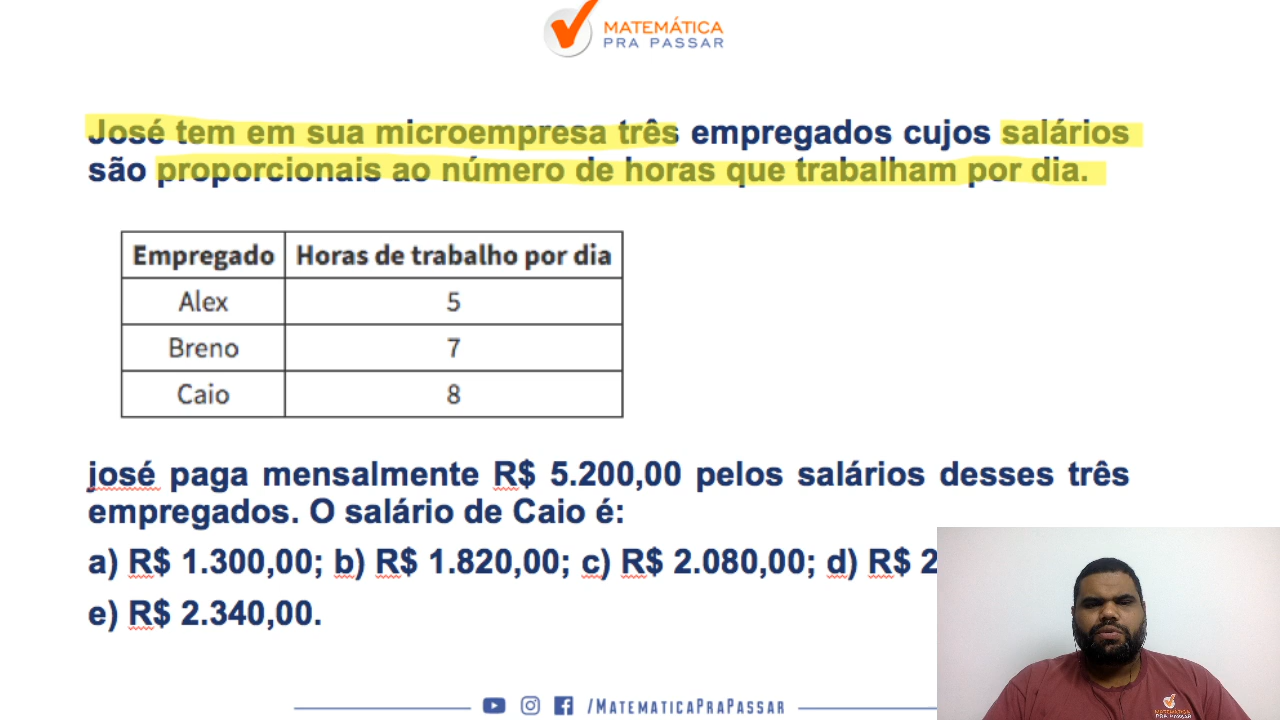 MATEMÁTICA
PRA PASSAR
José tem em sua microempresa três empregados cujos salários
são proporcionais ao número de horas que trabalham por dia.
Empregado Horas de trabalho por dia
Alex 5
Breno 7
Caio 8
josé paga mensalmente R$ 5.200,00 pelos salários desses três
empregados. O salário de Caio é:
a) R$ 1.300,00; b) R$ 1.820,00; c) R$ 2.080,00; d) R$ 2
e) R$ 2.340,00.
/MATEMATICAPRAPASSAR
MATEMÁTICA
PRA PASSAR